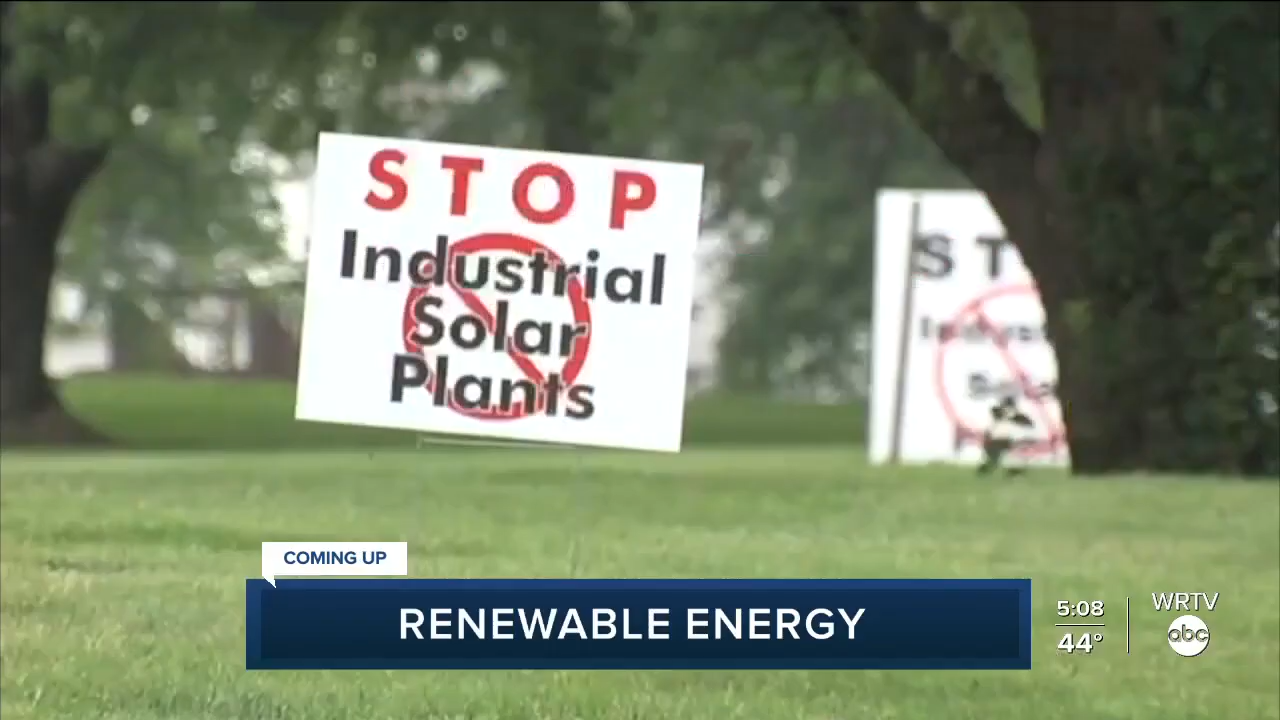 STOP
Industrial
Solar
Plants
COMING UP
RENEWABLE ENERGY
5:08
44°
WRTV
abc